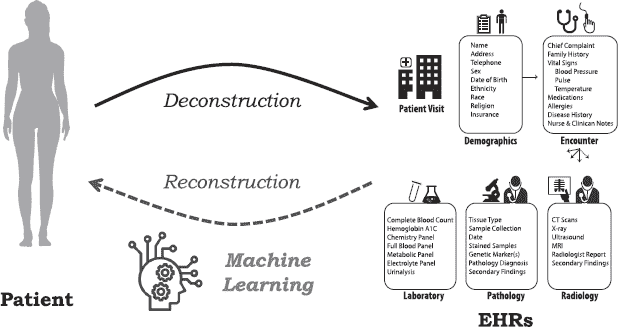 Deconstruction
Reconstruction
Machine
Learning
Patient
Patient Visit
Name
Address
Telephone
Sex
Date of Birth
Ethnicity
Race
Religion
Insurance
Demographics
Chief Complaint
Family History
Vital Signs
Blood Pressure
Pulse
Temperature
Medications
Allergies
Disease History
Nurse & Clinican Notes
Encounter
Complete Blood Count
Hemoglobin A1C
Chemistry Panel
Full Blood Panel
Metabolic Panel
Electrolyte Panel
Urinalysis
Laboratory
Tissue Type
Sample Collection
Date
Stained Samples
Genetic Marker(s)
Pathology Diagnosis
Secondary Findings
Pathology
CT Scans
X-ray
Ultrasound
MRI
Radiologist Report
Secondary Findings
Radiology
EHRs